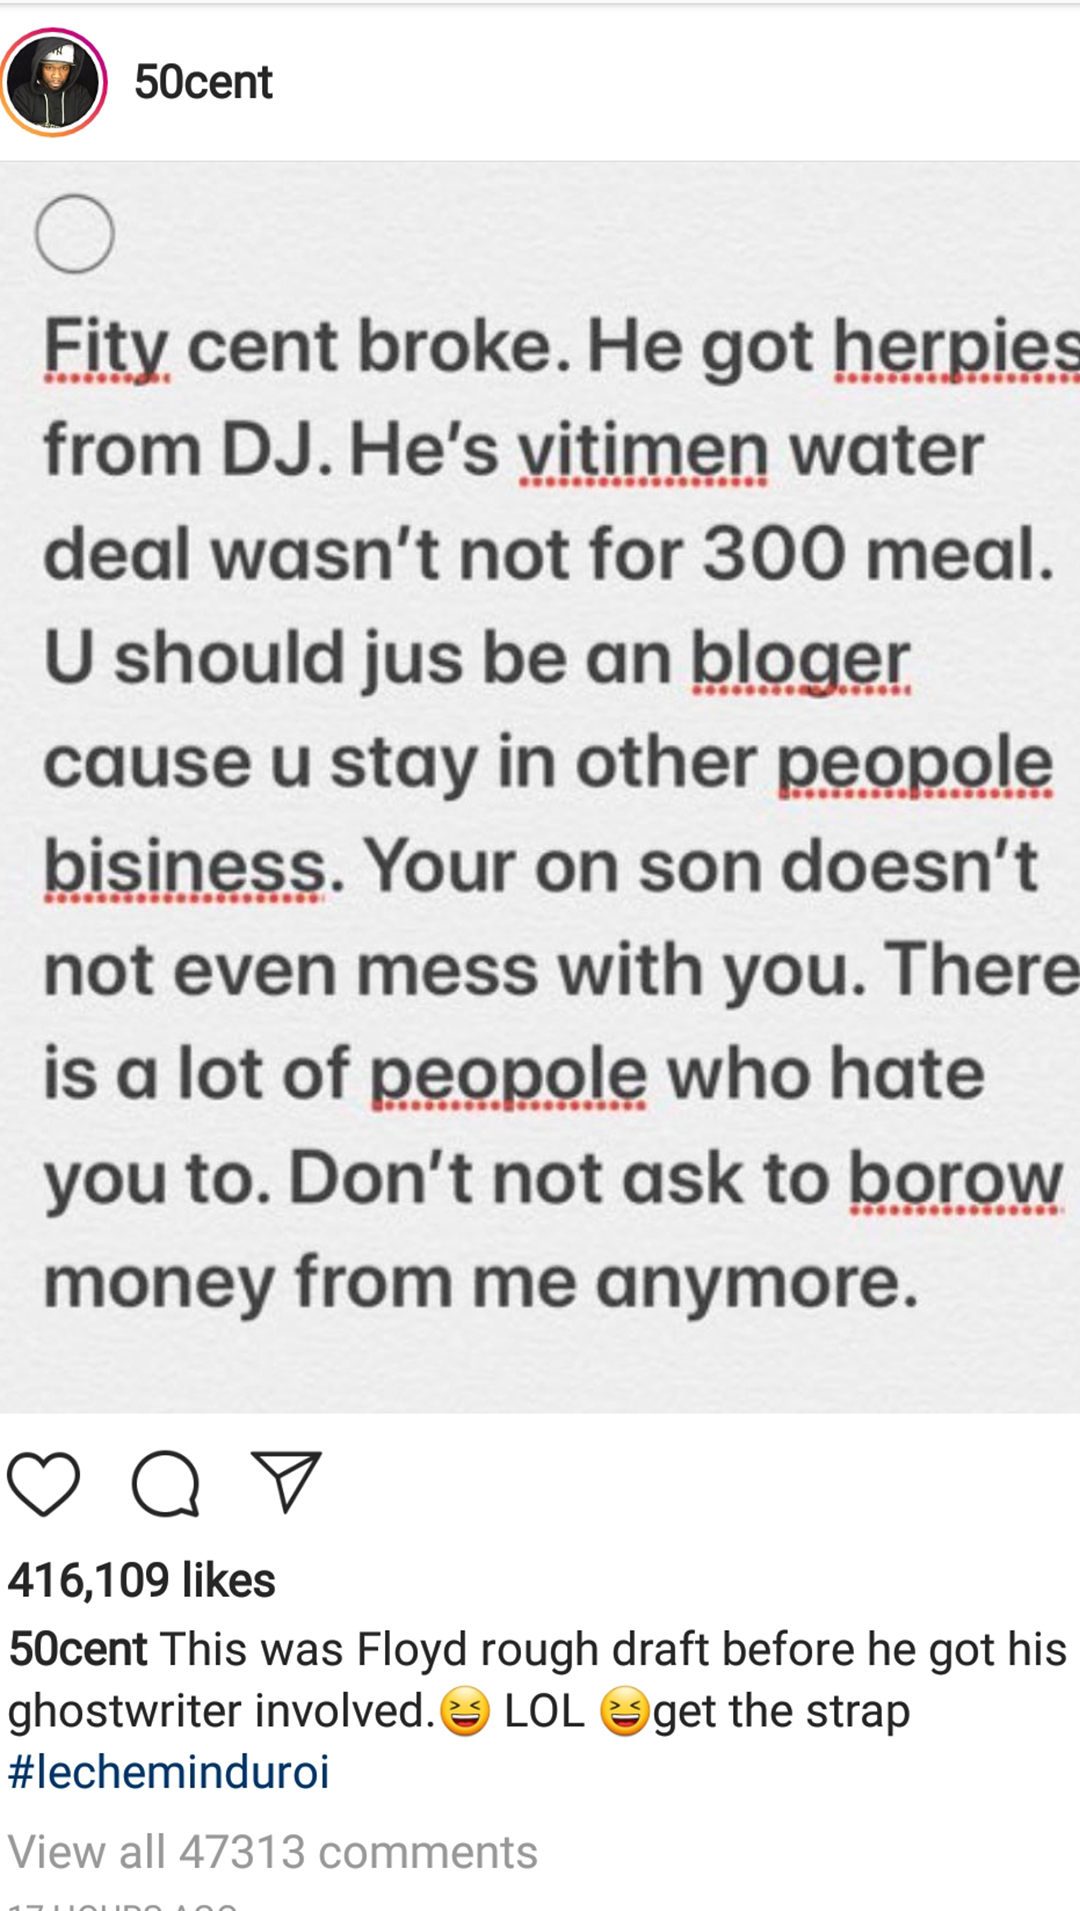 50cent
Fity cent broke. He got herpies
from DJ. He's vitimen water
deal wasn't not for 300 meal.
U should jus be an bloger
cause u stay in other peopole
bisiness. Your on son doesn't
not even mess with you. There
is a lot of peopole who hate
you to. Don't not ask to borow
money from me anymore.
416,109 likes
50cent This was Floyd rough draft before he got his
ghostwriter involved.😆 LOL 😆get the strap
#lecheminduroi
View all 47313 comments
17 HOURS AGO